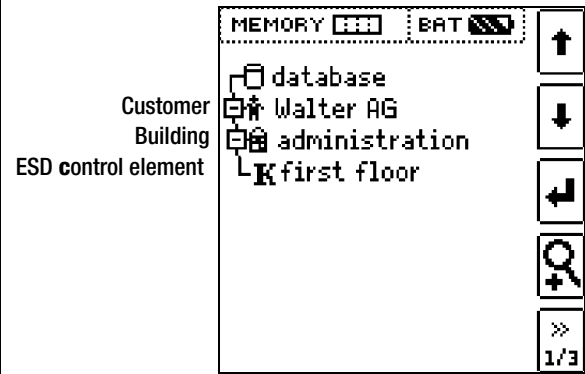 MEMORY BAT
database
Customer Walter AG
Building administration
ESD control element K first floor
»
1/3